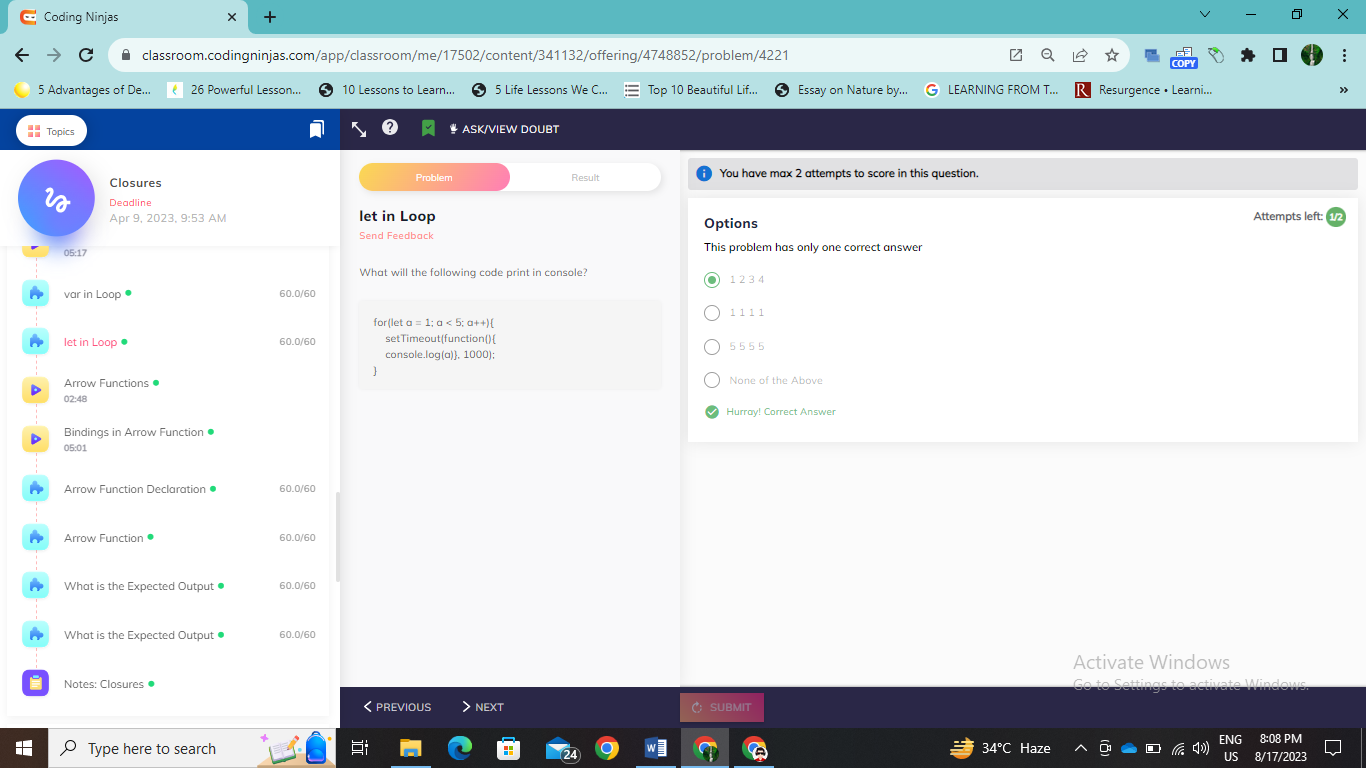 Coding Ninjas
classroom.codingninjas.com/app/classroom/me/17502/content/341132/offering/4748852/problem/4221
COPY
5 Advantages of De...
26 Powerful Lesson...
10 Lessons to Learn...
5 Life Lessons We C...
Top 10 Beautiful Lif...
Essay on Nature by...
LEARNING FROM T...
Resurgence • Learni...
»
Topics
ASK/VIEW DOUBT
Closures
Deadline
Apr 9, 2023, 9:53 AM
05:17
var in Loop
60.0/60
let in Loop
60.0/60
Arrow Functions
02:48
Bindings in Arrow Function
05:01
Arrow Function Declaration
60.0/60
Arrow Function
60.0/60
What is the Expected Output
60.0/60
What is the Expected Output
60.0/60
Notes: Closures
Problem
Result
let in Loop
Send Feedback
What will the following code print in console?
for(let a = 1; a < 5; a++){
setTimeout(function(){
console.log(a)}, 1000);
}
PREVIOUS
NEXT
You have max 2 attempts to score in this question.
Options
Attempts left: 1/2
This problem has only one correct answer
1 2 3 4
1 1 1 1
5 5 5 5
None of the Above
Hurray! Correct Answer
Activate Windows
Go to Settings to activate Windows.
SUBMIT
Type here to search
24
34°C Haze
ENG
US
8:08 PM
8/17/2023